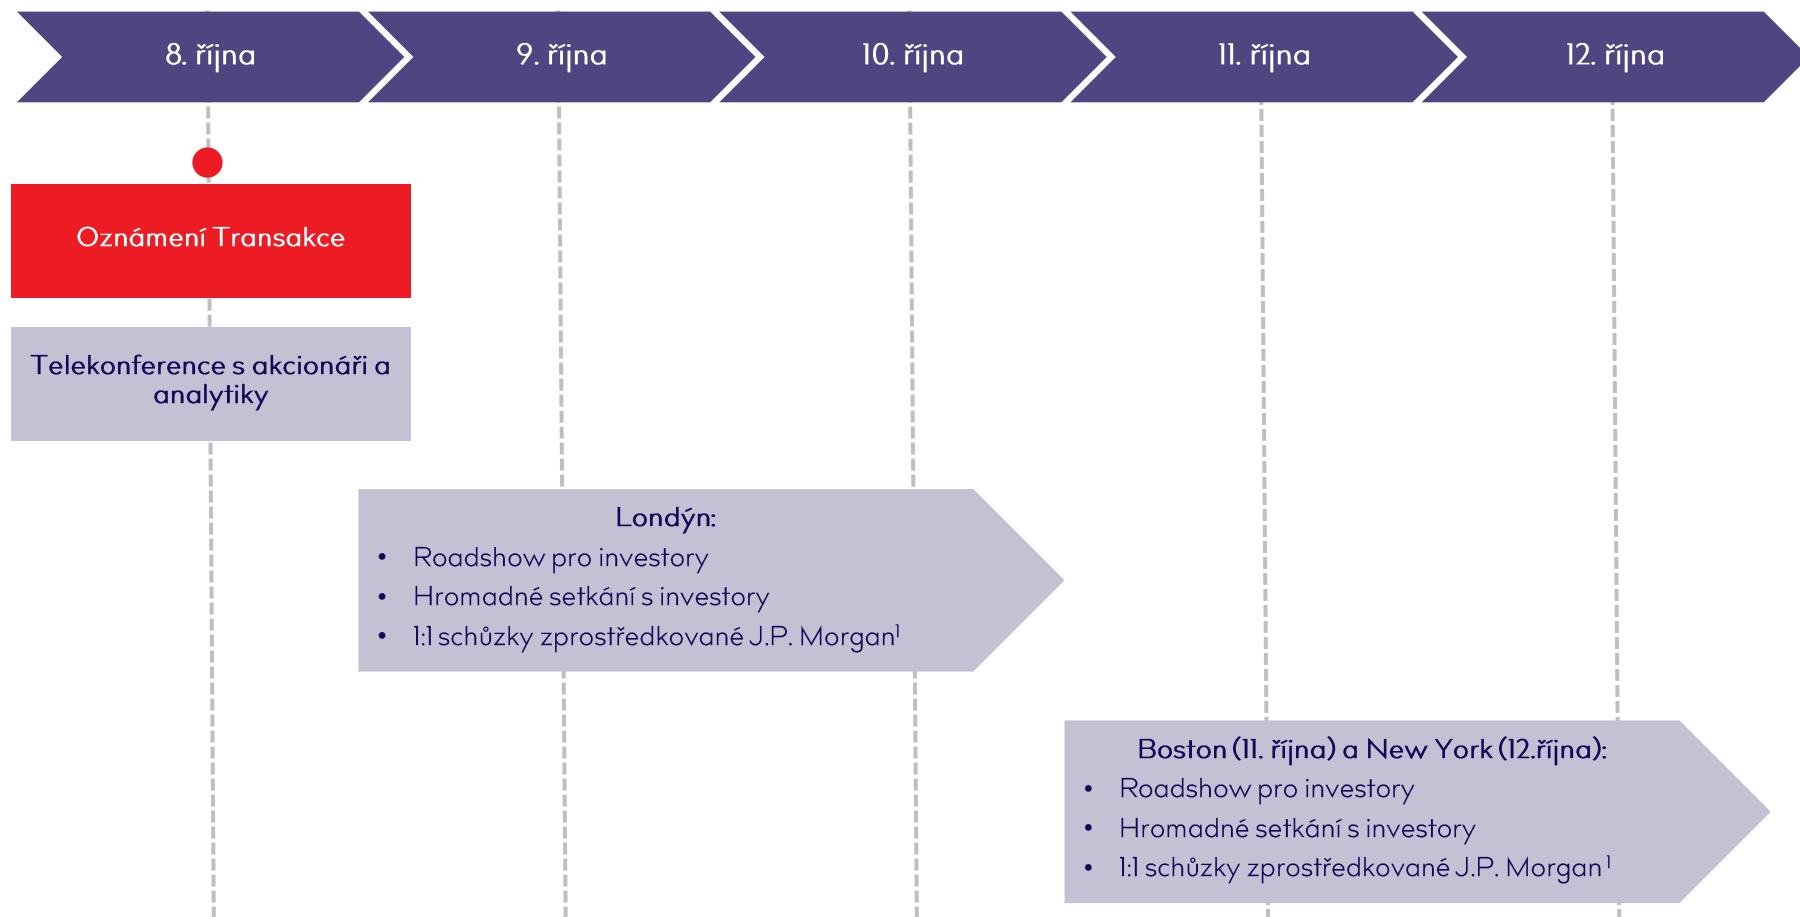 8. října
9. října
10. října
11. října
12. října
Oznámení Transakce
Telekonference s akcionáři a
analytiky
Londýn:
• Roadshow pro investory
• Hromadné setkání s investory
• 1:1 schůzky zprostředkované J.P. Morgan¹
Boston (11. října) a New York (12.října):
• Roadshow pro investory
• Hromadné setkání s investory
• 1:1 schůzky zprostředkované J.P. Morgan¹